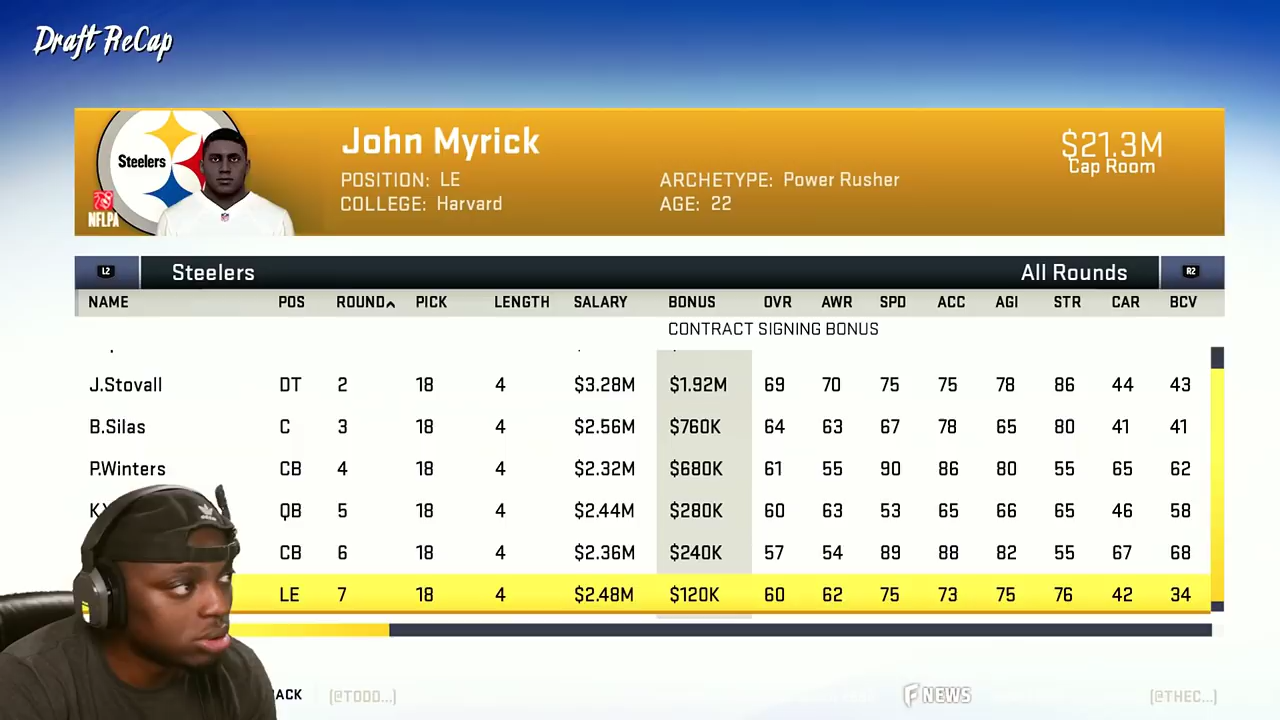 Draft ReCap
John Myrick
$21.3M
Cap Room
Steelers
NFLPA
POSITION: LE
ARCHETYPE: Power Rusher
COLLEGE: Harvard
AGE: 22
L2 Steelers All Rounds R2
NAME POS ROUND PICK LENGTH SALARY BONUS OVR AWR SPD ACC AGI STR CAR BCV
CONTRACT SIGNING BONUS
J.Stovall DT 2 18 4 $3.28M $1.92M 69 70 75 75 78 86 44 43
B.Silas C 3 18 4 $2.56M $760K 64 63 67 78 65 80 41 41
P.Winters CB 4 18 4 $2.32M $680K 61 55 90 86 80 55 65 62
QB 5 18 4 $2.44M $280K 60 63 53 65 66 65 46 58
CB 6 18 4 $2.36M $240K 57 54 89 88 82 55 67 68
LE 7 18 4 $2.48M $120K 60 62 75 73 75 76 42 34
ACK (@TODD...) NEWS (@THEC...)